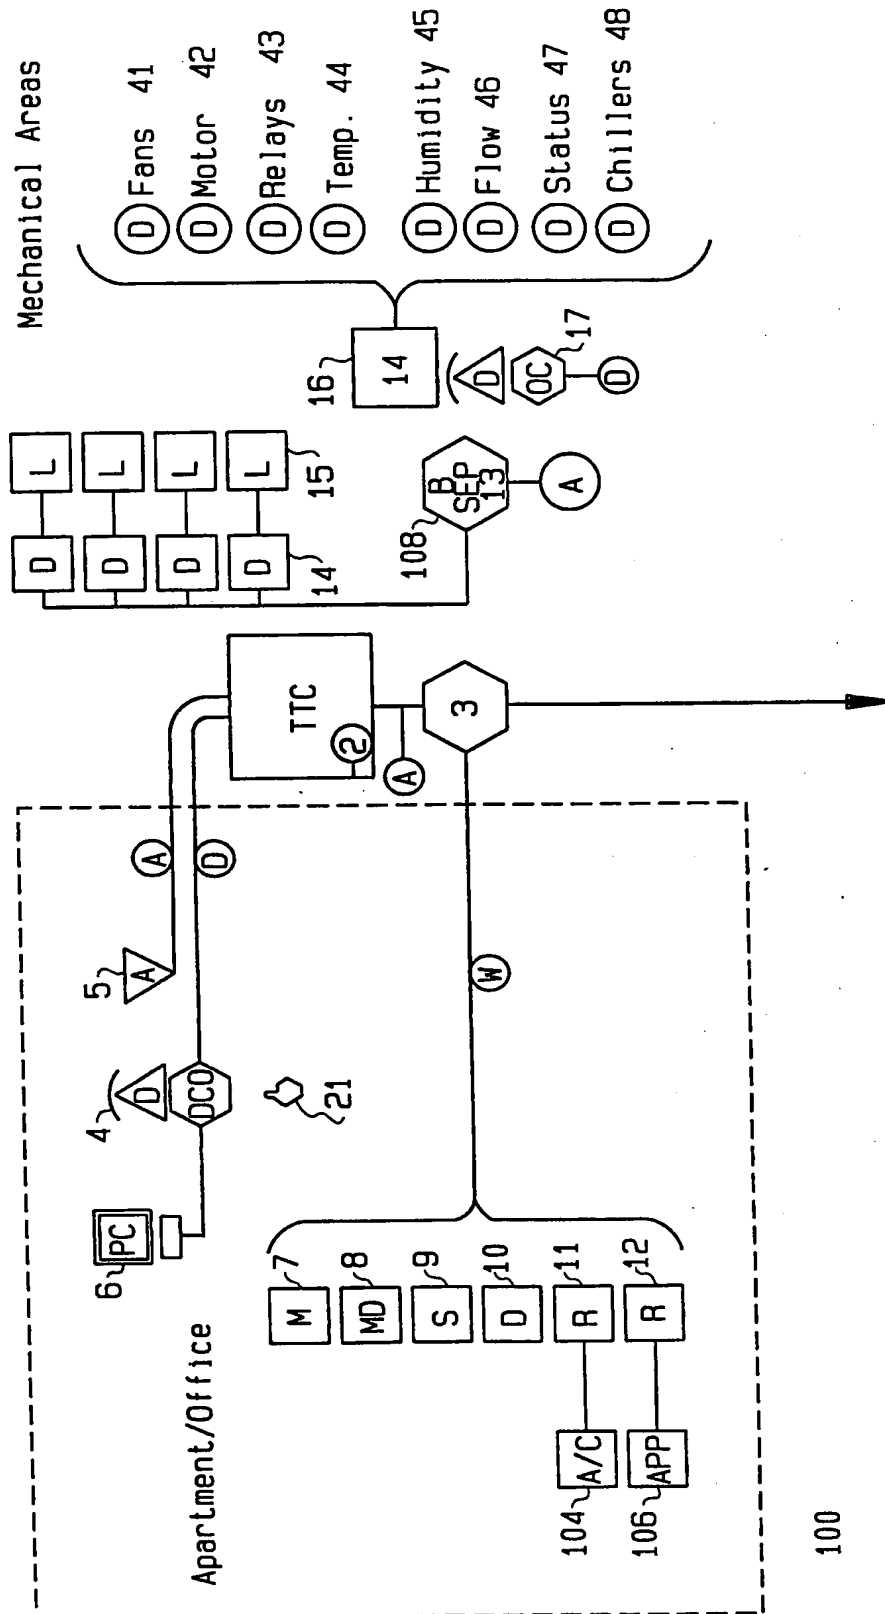 Mechanical Areas
D Fans 41
D Motor 42
D Relays 43
D Temp. 44
D Humidity 45
D Flow 46
D Status 47
D Chillers 48
16
14
D
OC
17
D
D L
D L
D L
D L
14
15
108
B
SEP
13
A
TTC
2
A
3
A
D
5
A
4
D
DCO
21
6
PC
W
Apartment/Office
M 7
MD 8
S 9
D 10
R 11
R 12
104
A/C
106
APP
100